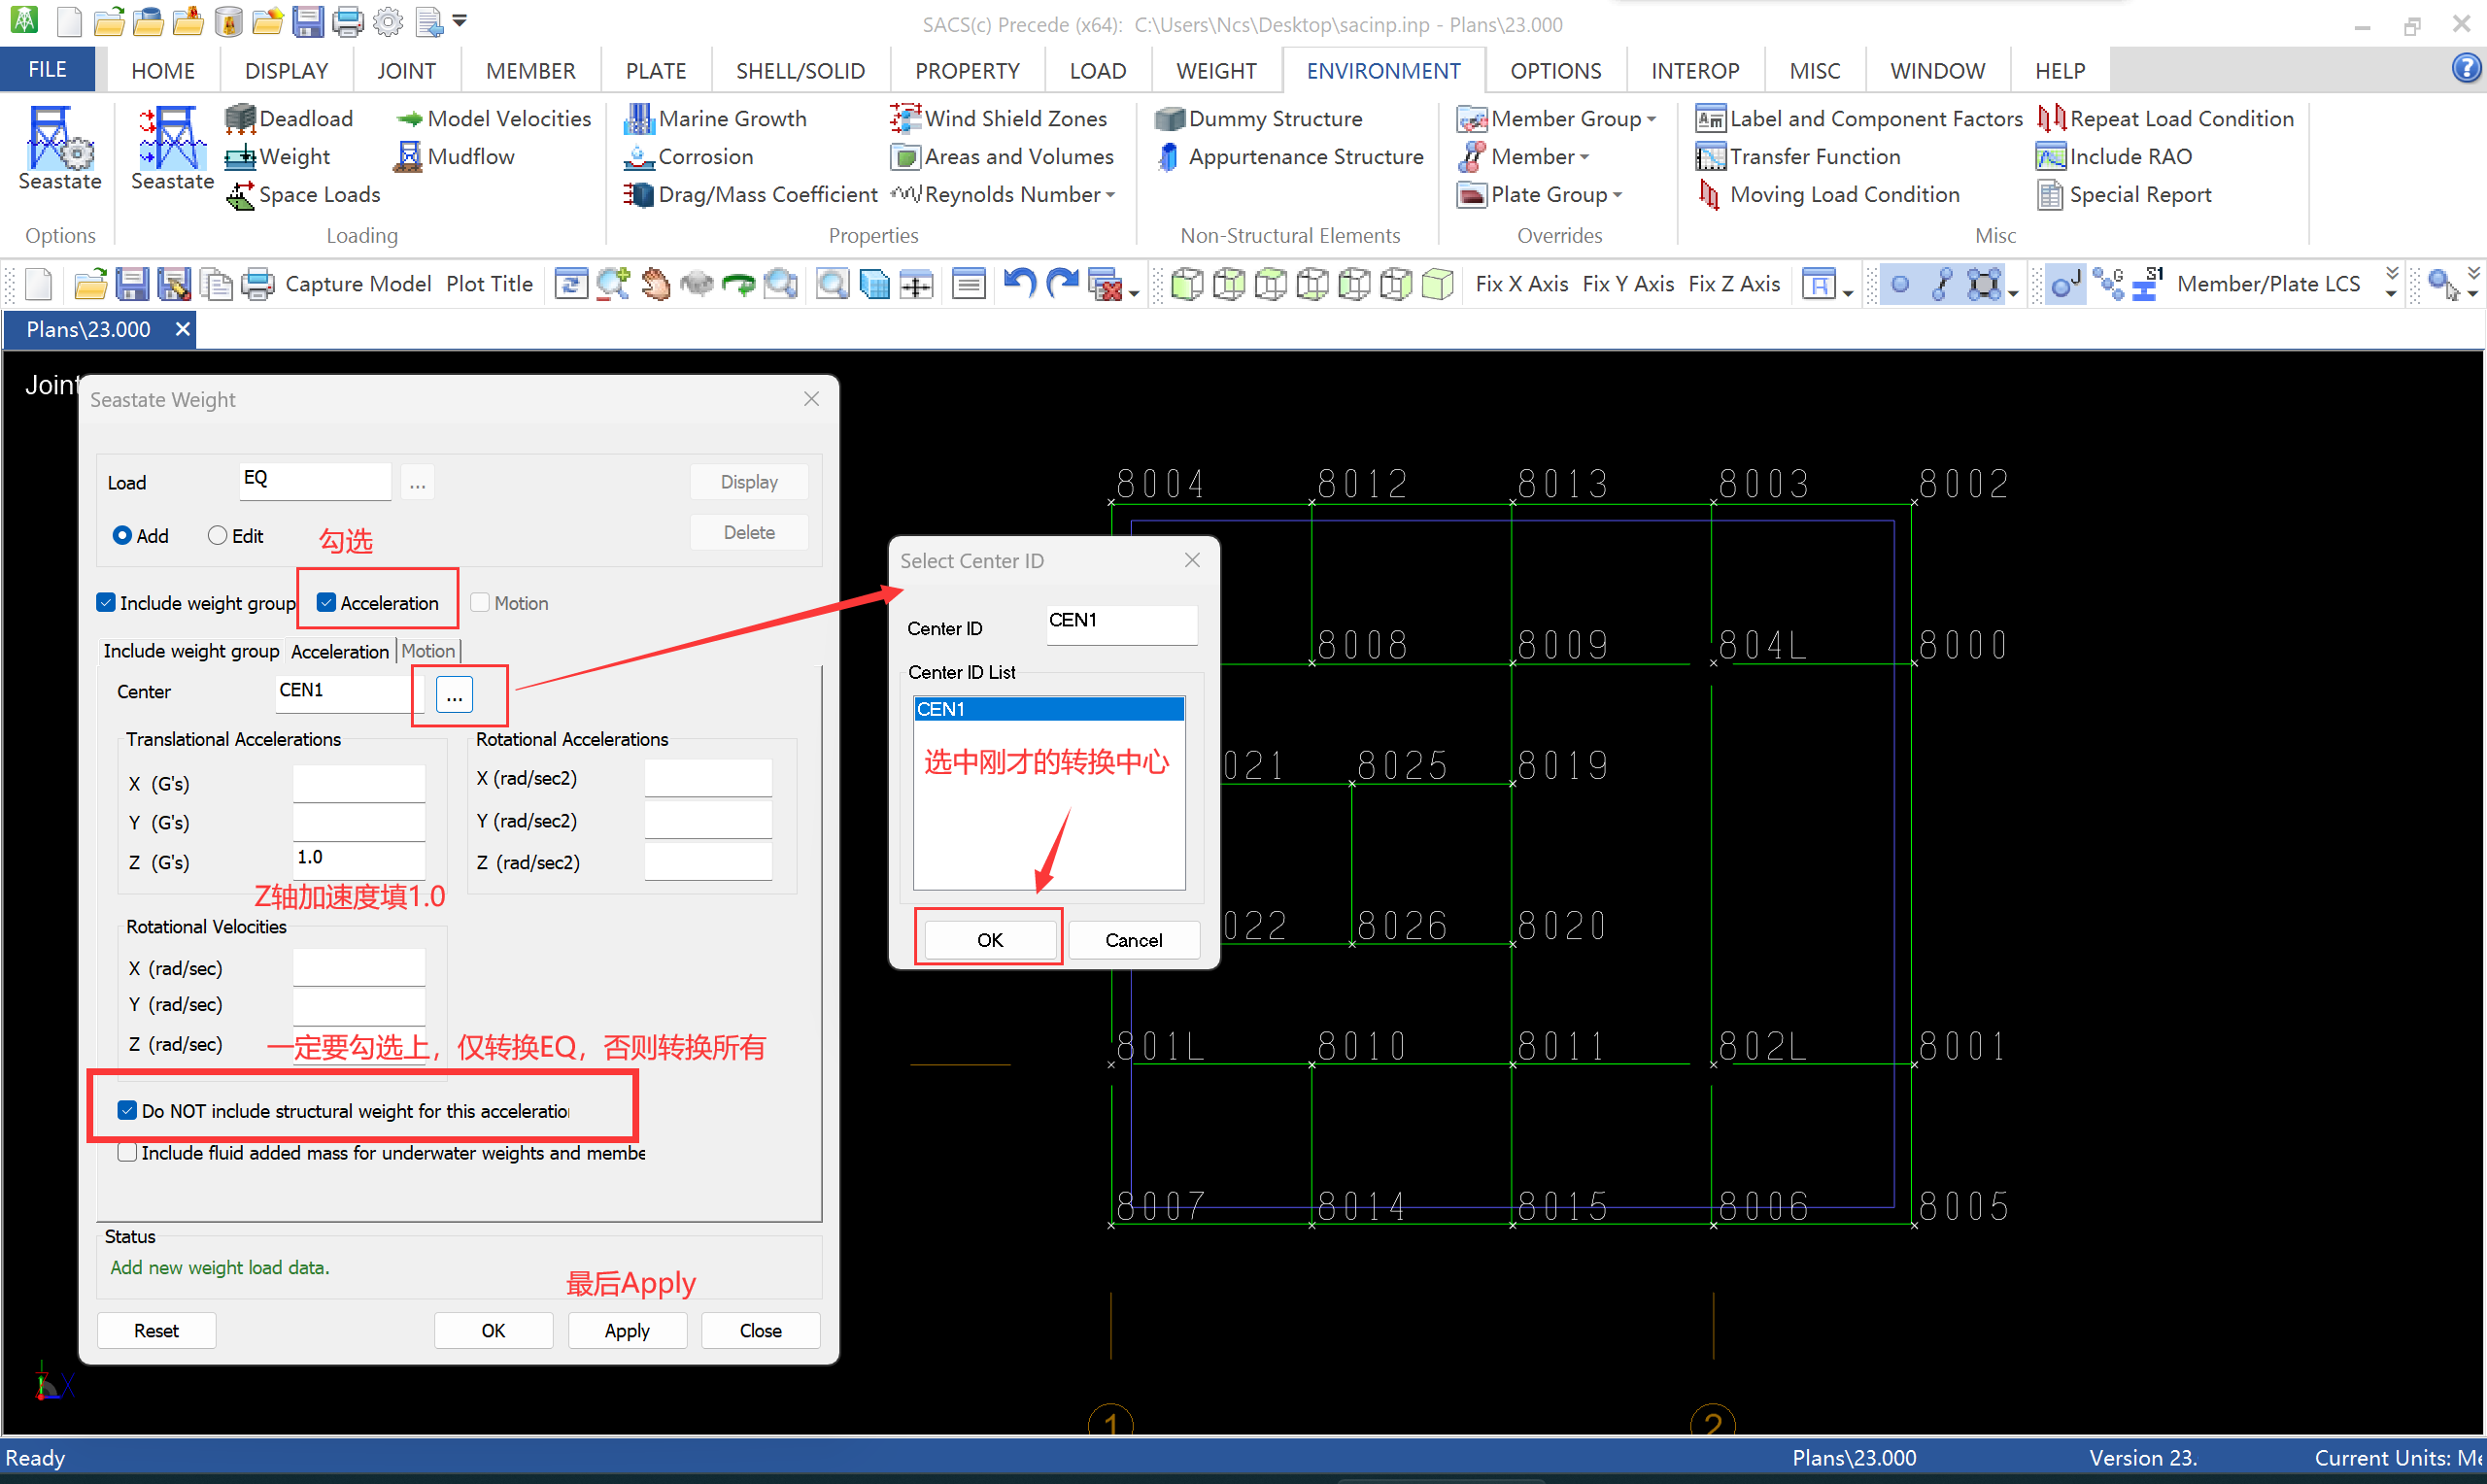 SACS(c) Precede (x64):  C:\Users\Ncs\Desktop\sacinp.inp - Plans\23.000
FILE HOME DISPLAY JOINT MEMBER PLATE SHELL/SOLID PROPERTY LOAD WEIGHT ENVIRONMENT OPTIONS INTEROP MISC WINDOW HELP
Deadload Model Velocities Marine Growth Wind Shield Zones Dummy Structure Member Group Label and Component Factors Repeat Load Condition
Weight Mudflow Corrosion Areas and Volumes Appurtenance Structure Member Transfer Function Include RAO
Seastate Seastate Space Loads Drag/Mass Coefficient Reynolds Number Plate Group Moving Load Condition Special Report
Options Loading Properties Non-Structural Elements Overrides Misc
Capture Model Plot Title Fix X Axis Fix Y Axis Fix Z Axis Member/Plate LCS
Plans\23.000
Joint
Seastate Weight
Load EQ ... Display
Add Edit 勾选 Delete
Include weight group Acceleration Motion
Include weight group Acceleration Motion
Center CEN1 ...
Translational Accelerations Rotational Accelerations
X (G's) X (rad/sec2)
Y (G's) Y (rad/sec2)
Z (G's) 1.0 Z (rad/sec2)
Z轴加速度填1.0
Rotational Velocities
X (rad/sec)
Y (rad/sec)
Z (rad/sec) 一定要勾选上，仅转换EQ，否则转换所有
Do NOT include structural weight for this acceleration
Include fluid added mass for underwater weights and membe
Status
Add new weight load data.
最后Apply
Reset OK Apply Close
Select Center ID
Center ID CEN1
Center ID List
CEN1
选中刚才的转换中心
OK Cancel
8004 8012 8013 8003 8002
8008 8009 804L 8000
021 8025 8019
022 8026 8020
801L 8010 8011 802L 8001
8007 8014 8015 8006 8005
1 2
Z X
Ready Plans\23.000 Version 23. Current Units: Me